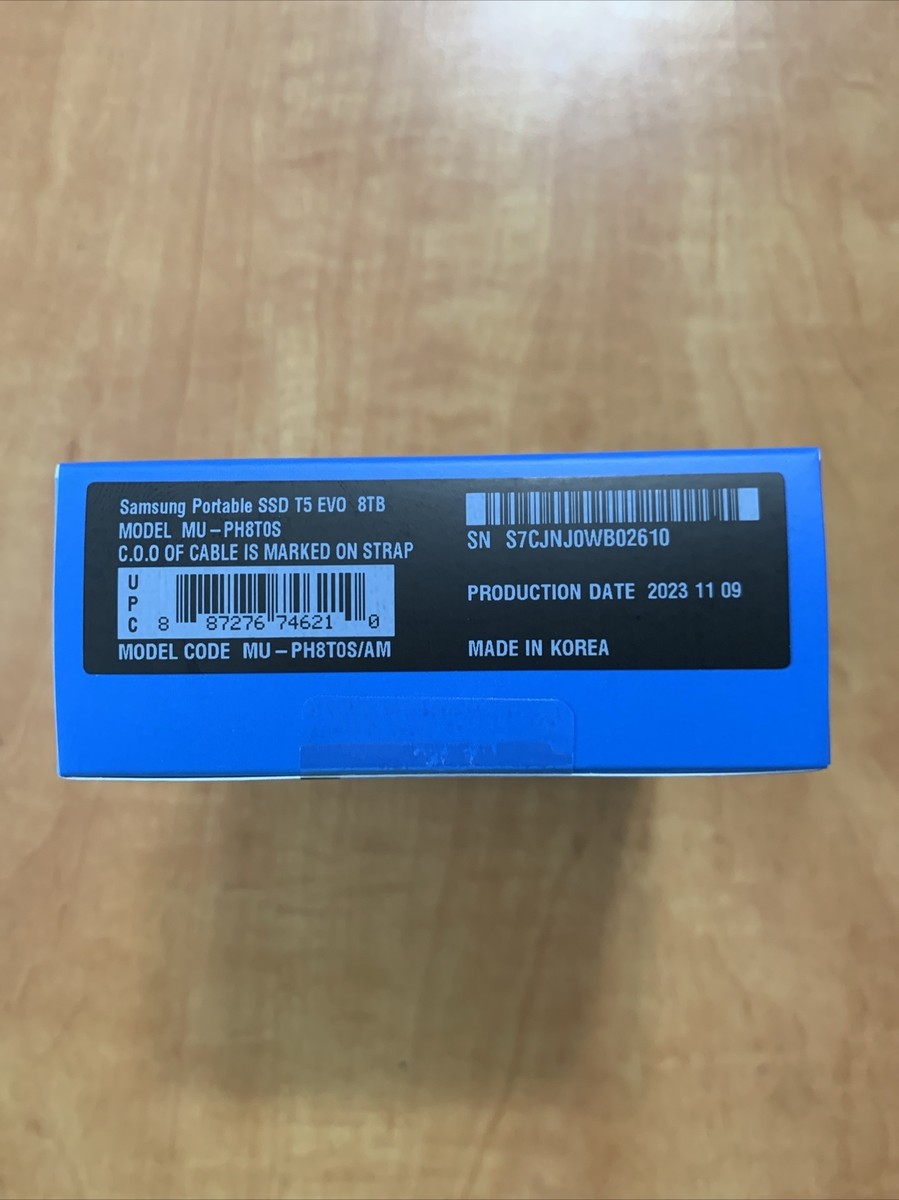 Samsung Portable SSD T5 EVO 8TB
MODEL MU-PH8T0S
C.O.O OF CABLE IS MARKED ON STRAP
UPC
8 87276 74621 0
MODEL CODE MU-PH8T0S/AM
SN S7CJNJ0WB02610
PRODUCTION DATE 2023 11 09
MADE IN KOREA